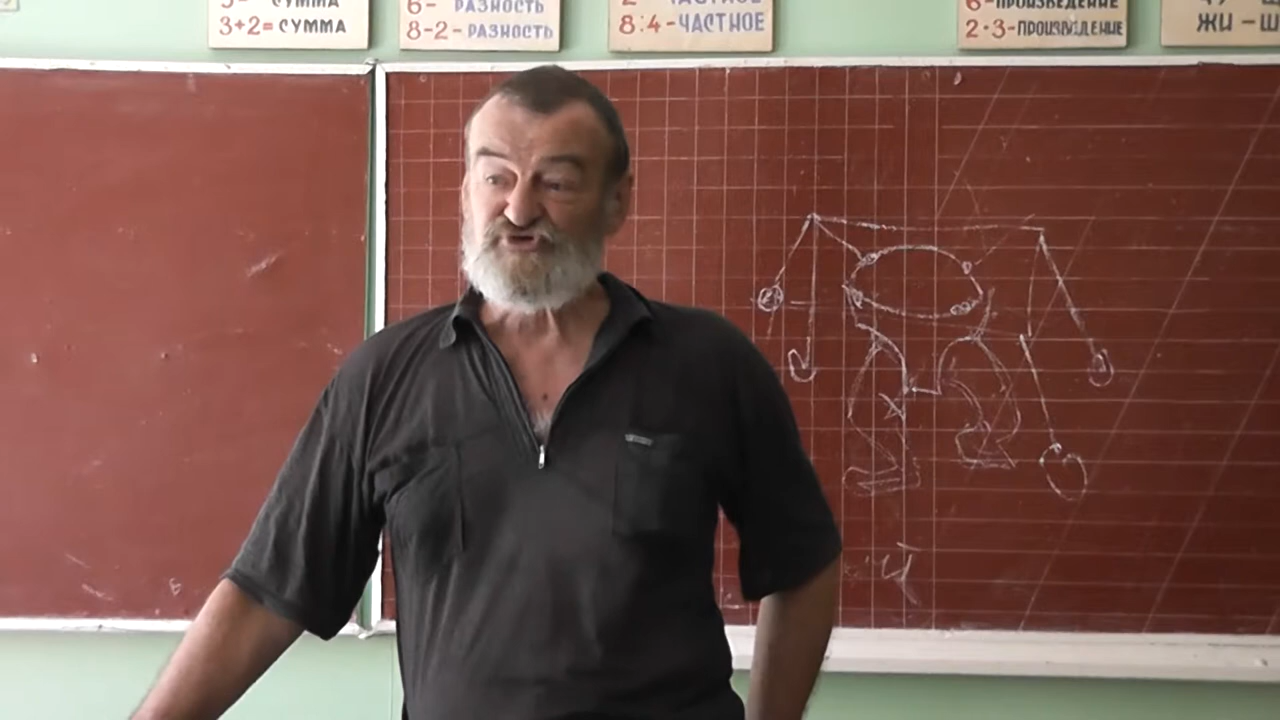 СУММА
3+2= СУММА
6- РАЗНОСТЬ
8-2- РАЗНОСТЬ
ЧАСТНОЕ
8:4-ЧАСТНОЕ
6-ПРОИЗВЕДЕНИЕ
2·3-ПРОИЗВЕДЕНИЕ
ЖИ-Ш